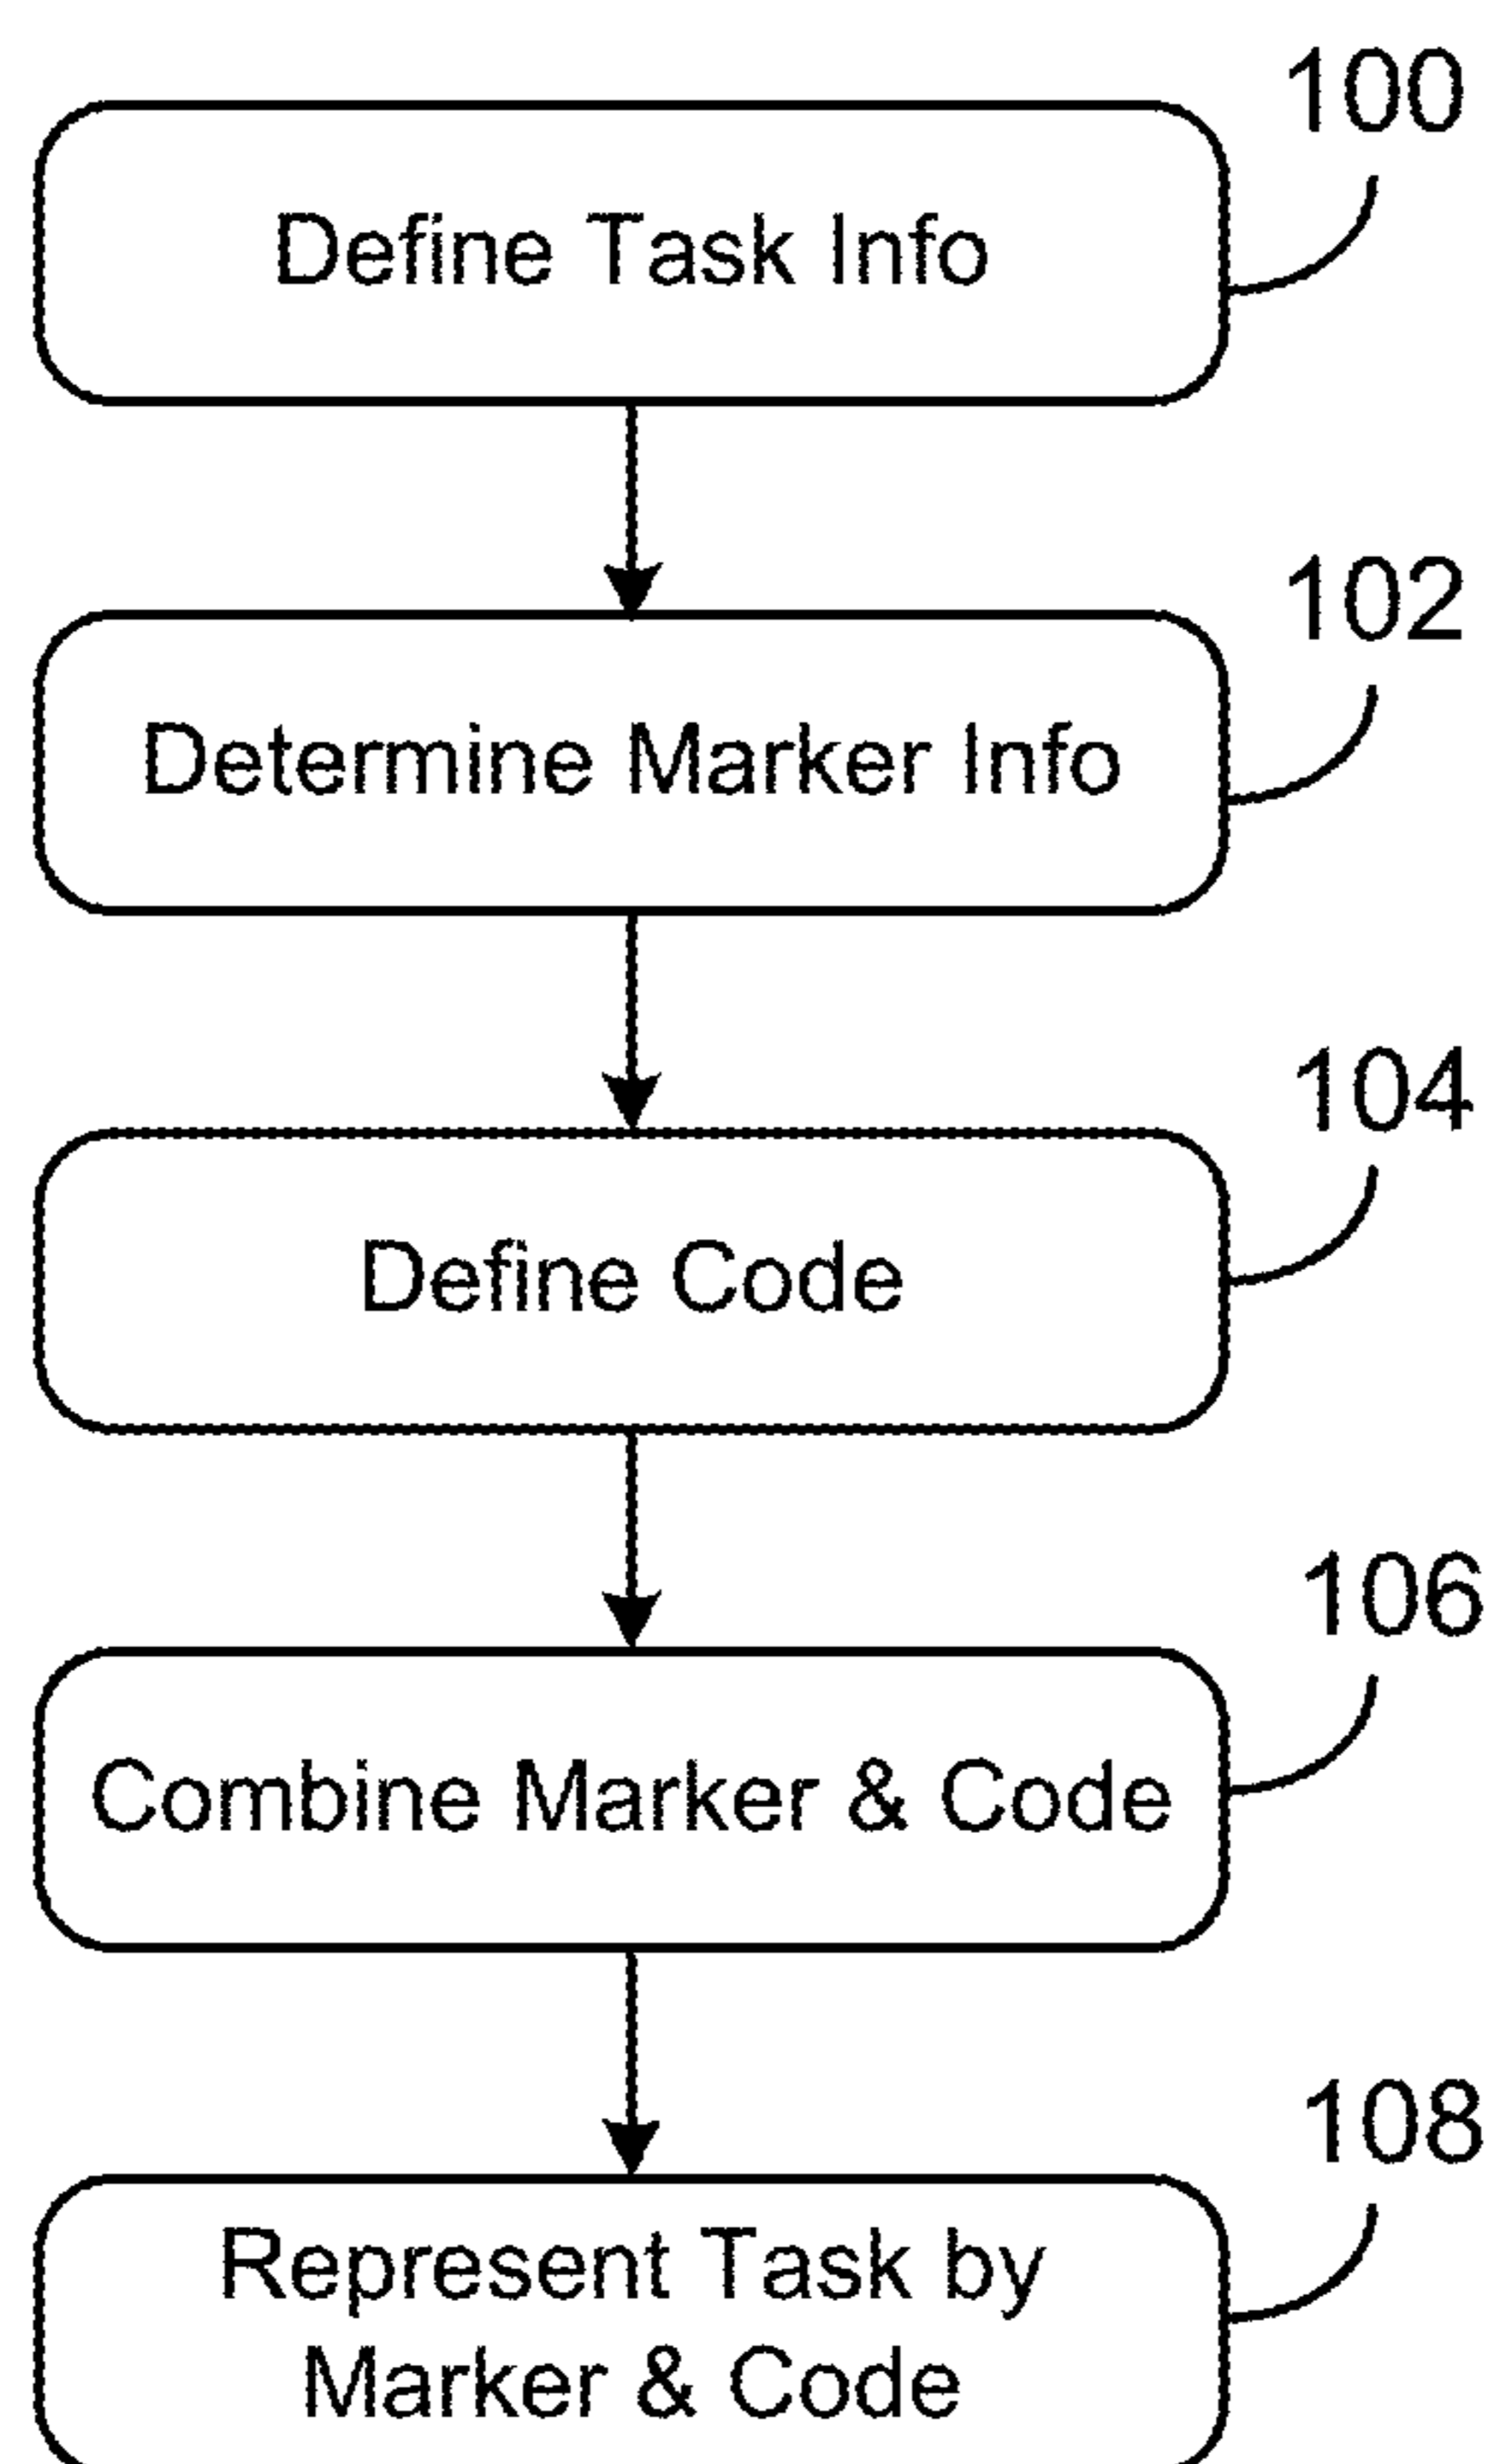 100
Define Task Info
102
Determine Marker Info
104
Define Code
106
Combine Marker & Code
108
Represent Task by
Marker & Code